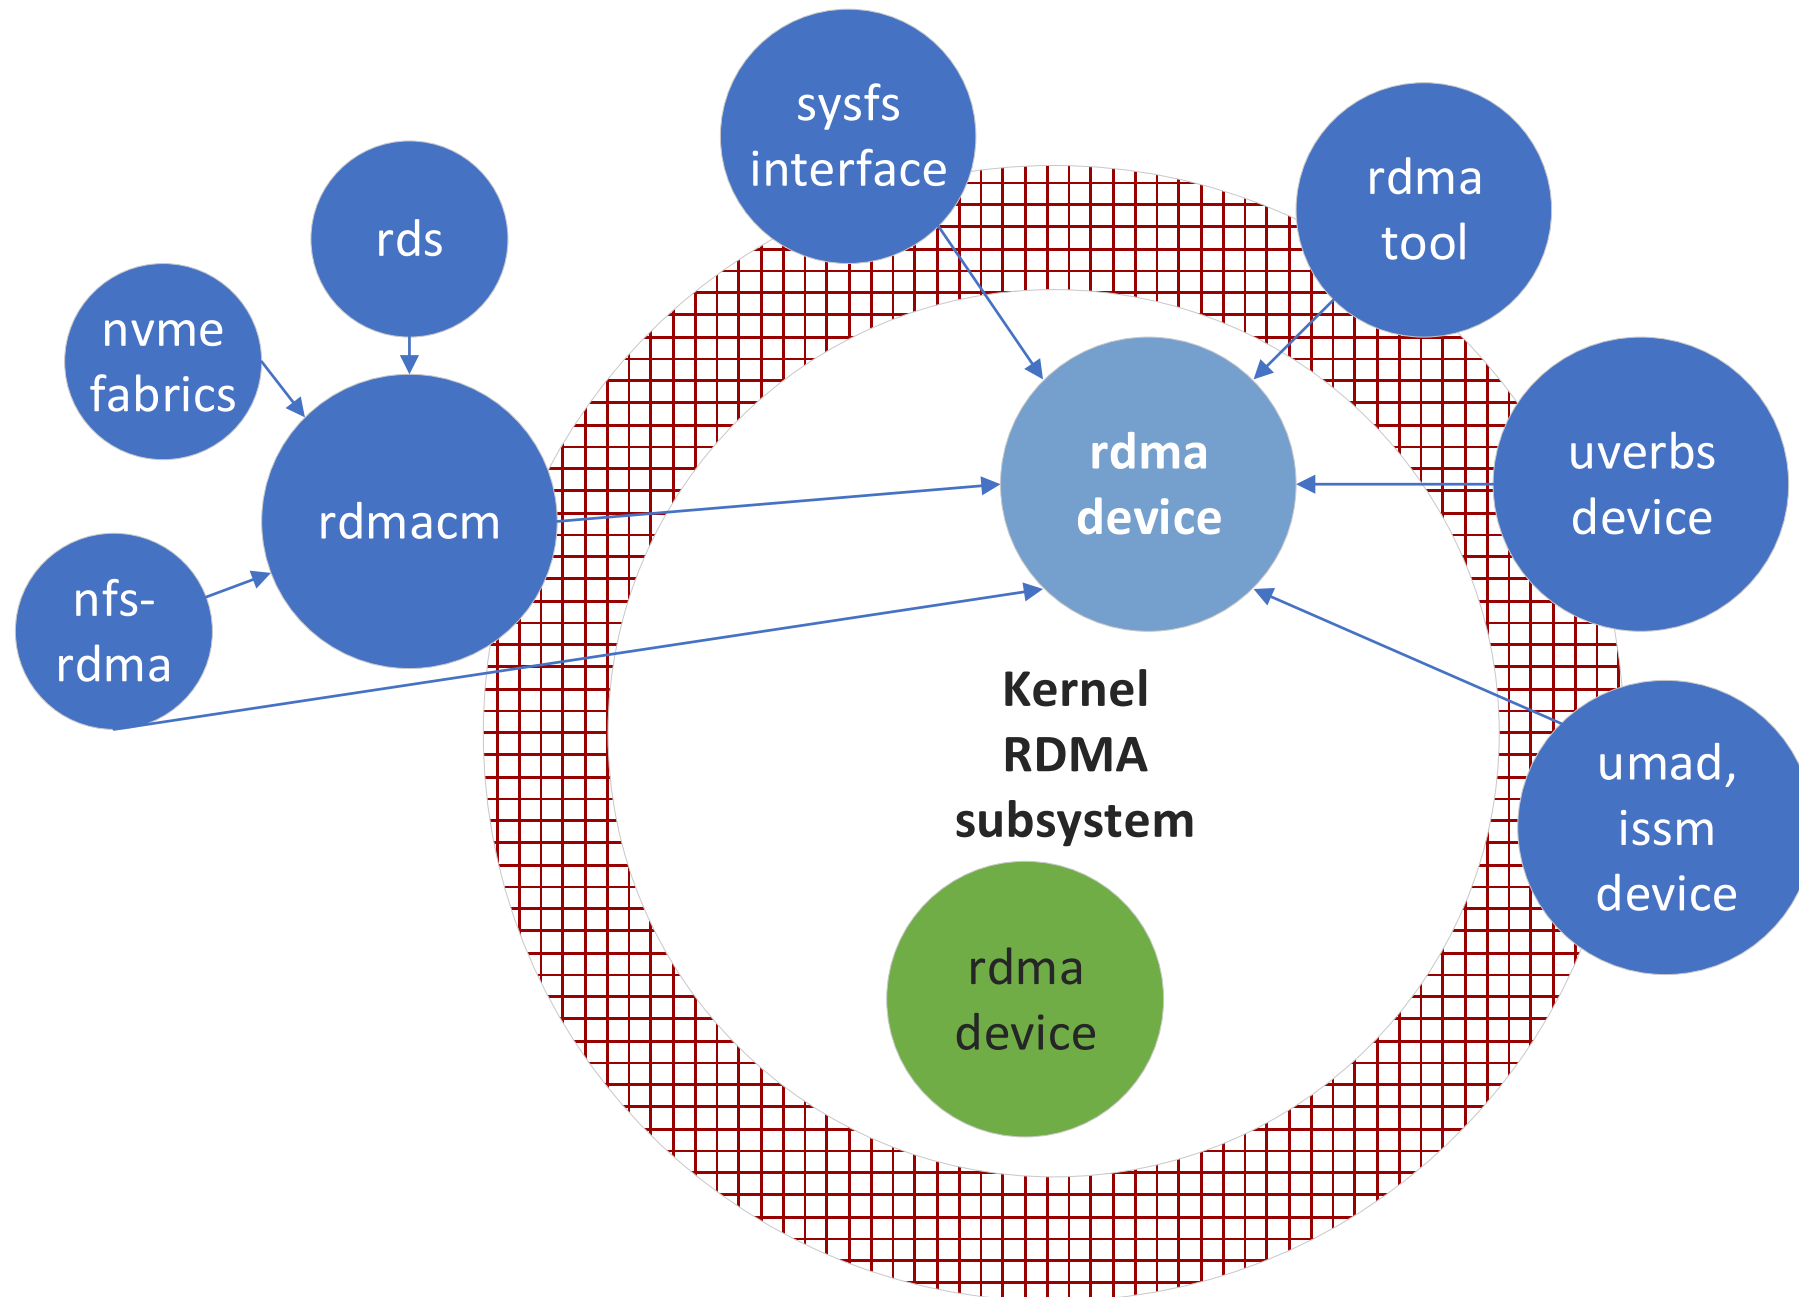 sysfs
interface
rdma
tool
rds
nvme
fabrics
rdmacm
rdma
device
uverbs
device
nfs-
rdma
Kernel
RDMA
subsystem
umad,
issm
device
rdma
device